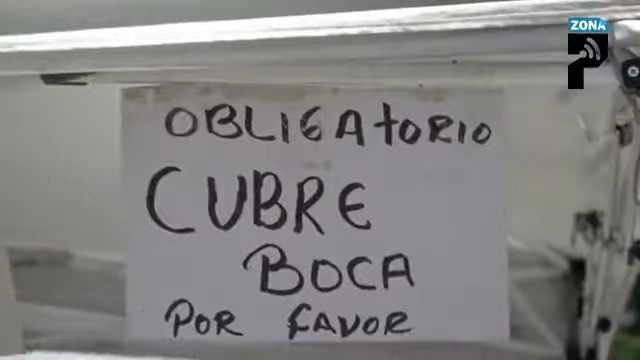 ZONA
P
OBLIGAtORIO
CUBRE
BOCA
POR FAVOR